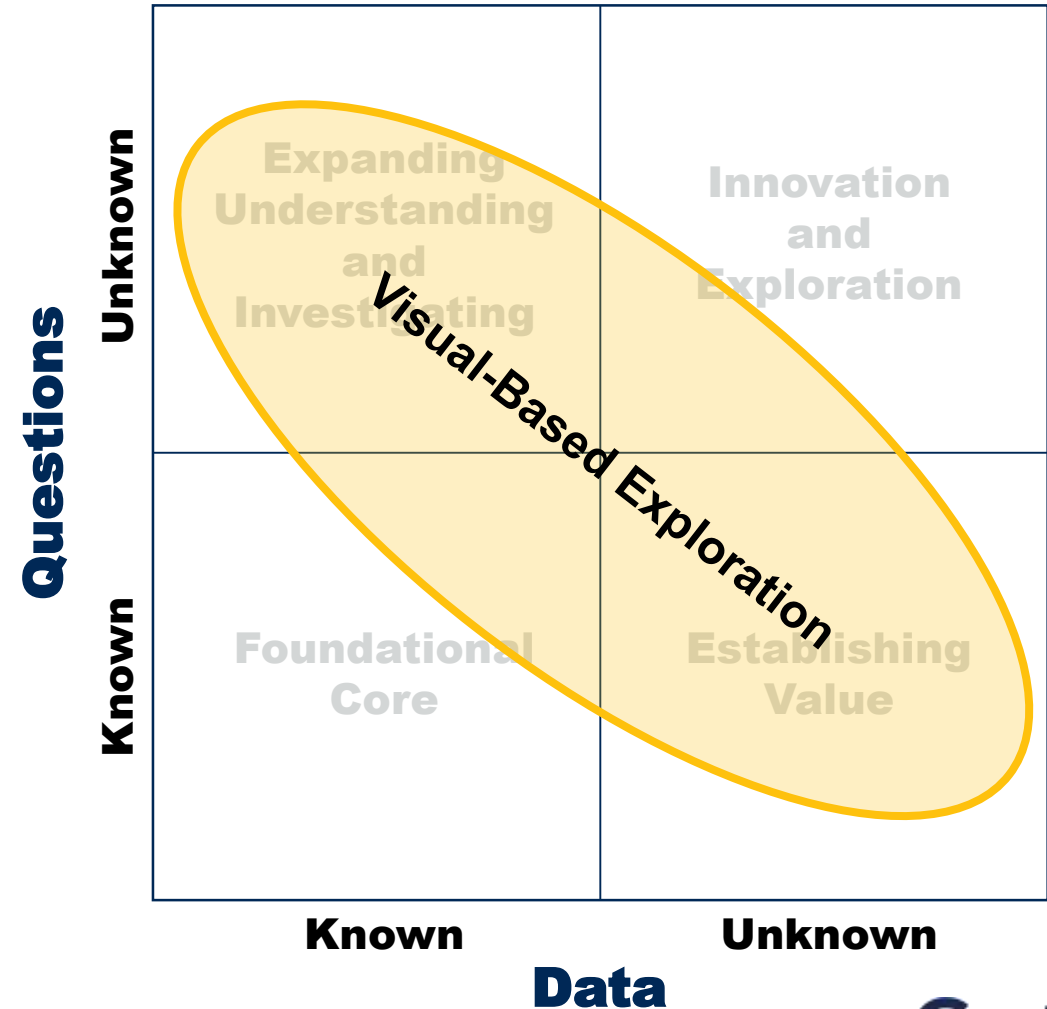 Questions
Unknown
Known
Expanding
Understanding
and
Investigating
Innovation
and
Exploration
Visual-Based Exploration
Foundational
Core
Establishing
Value
Known
Unknown
Data